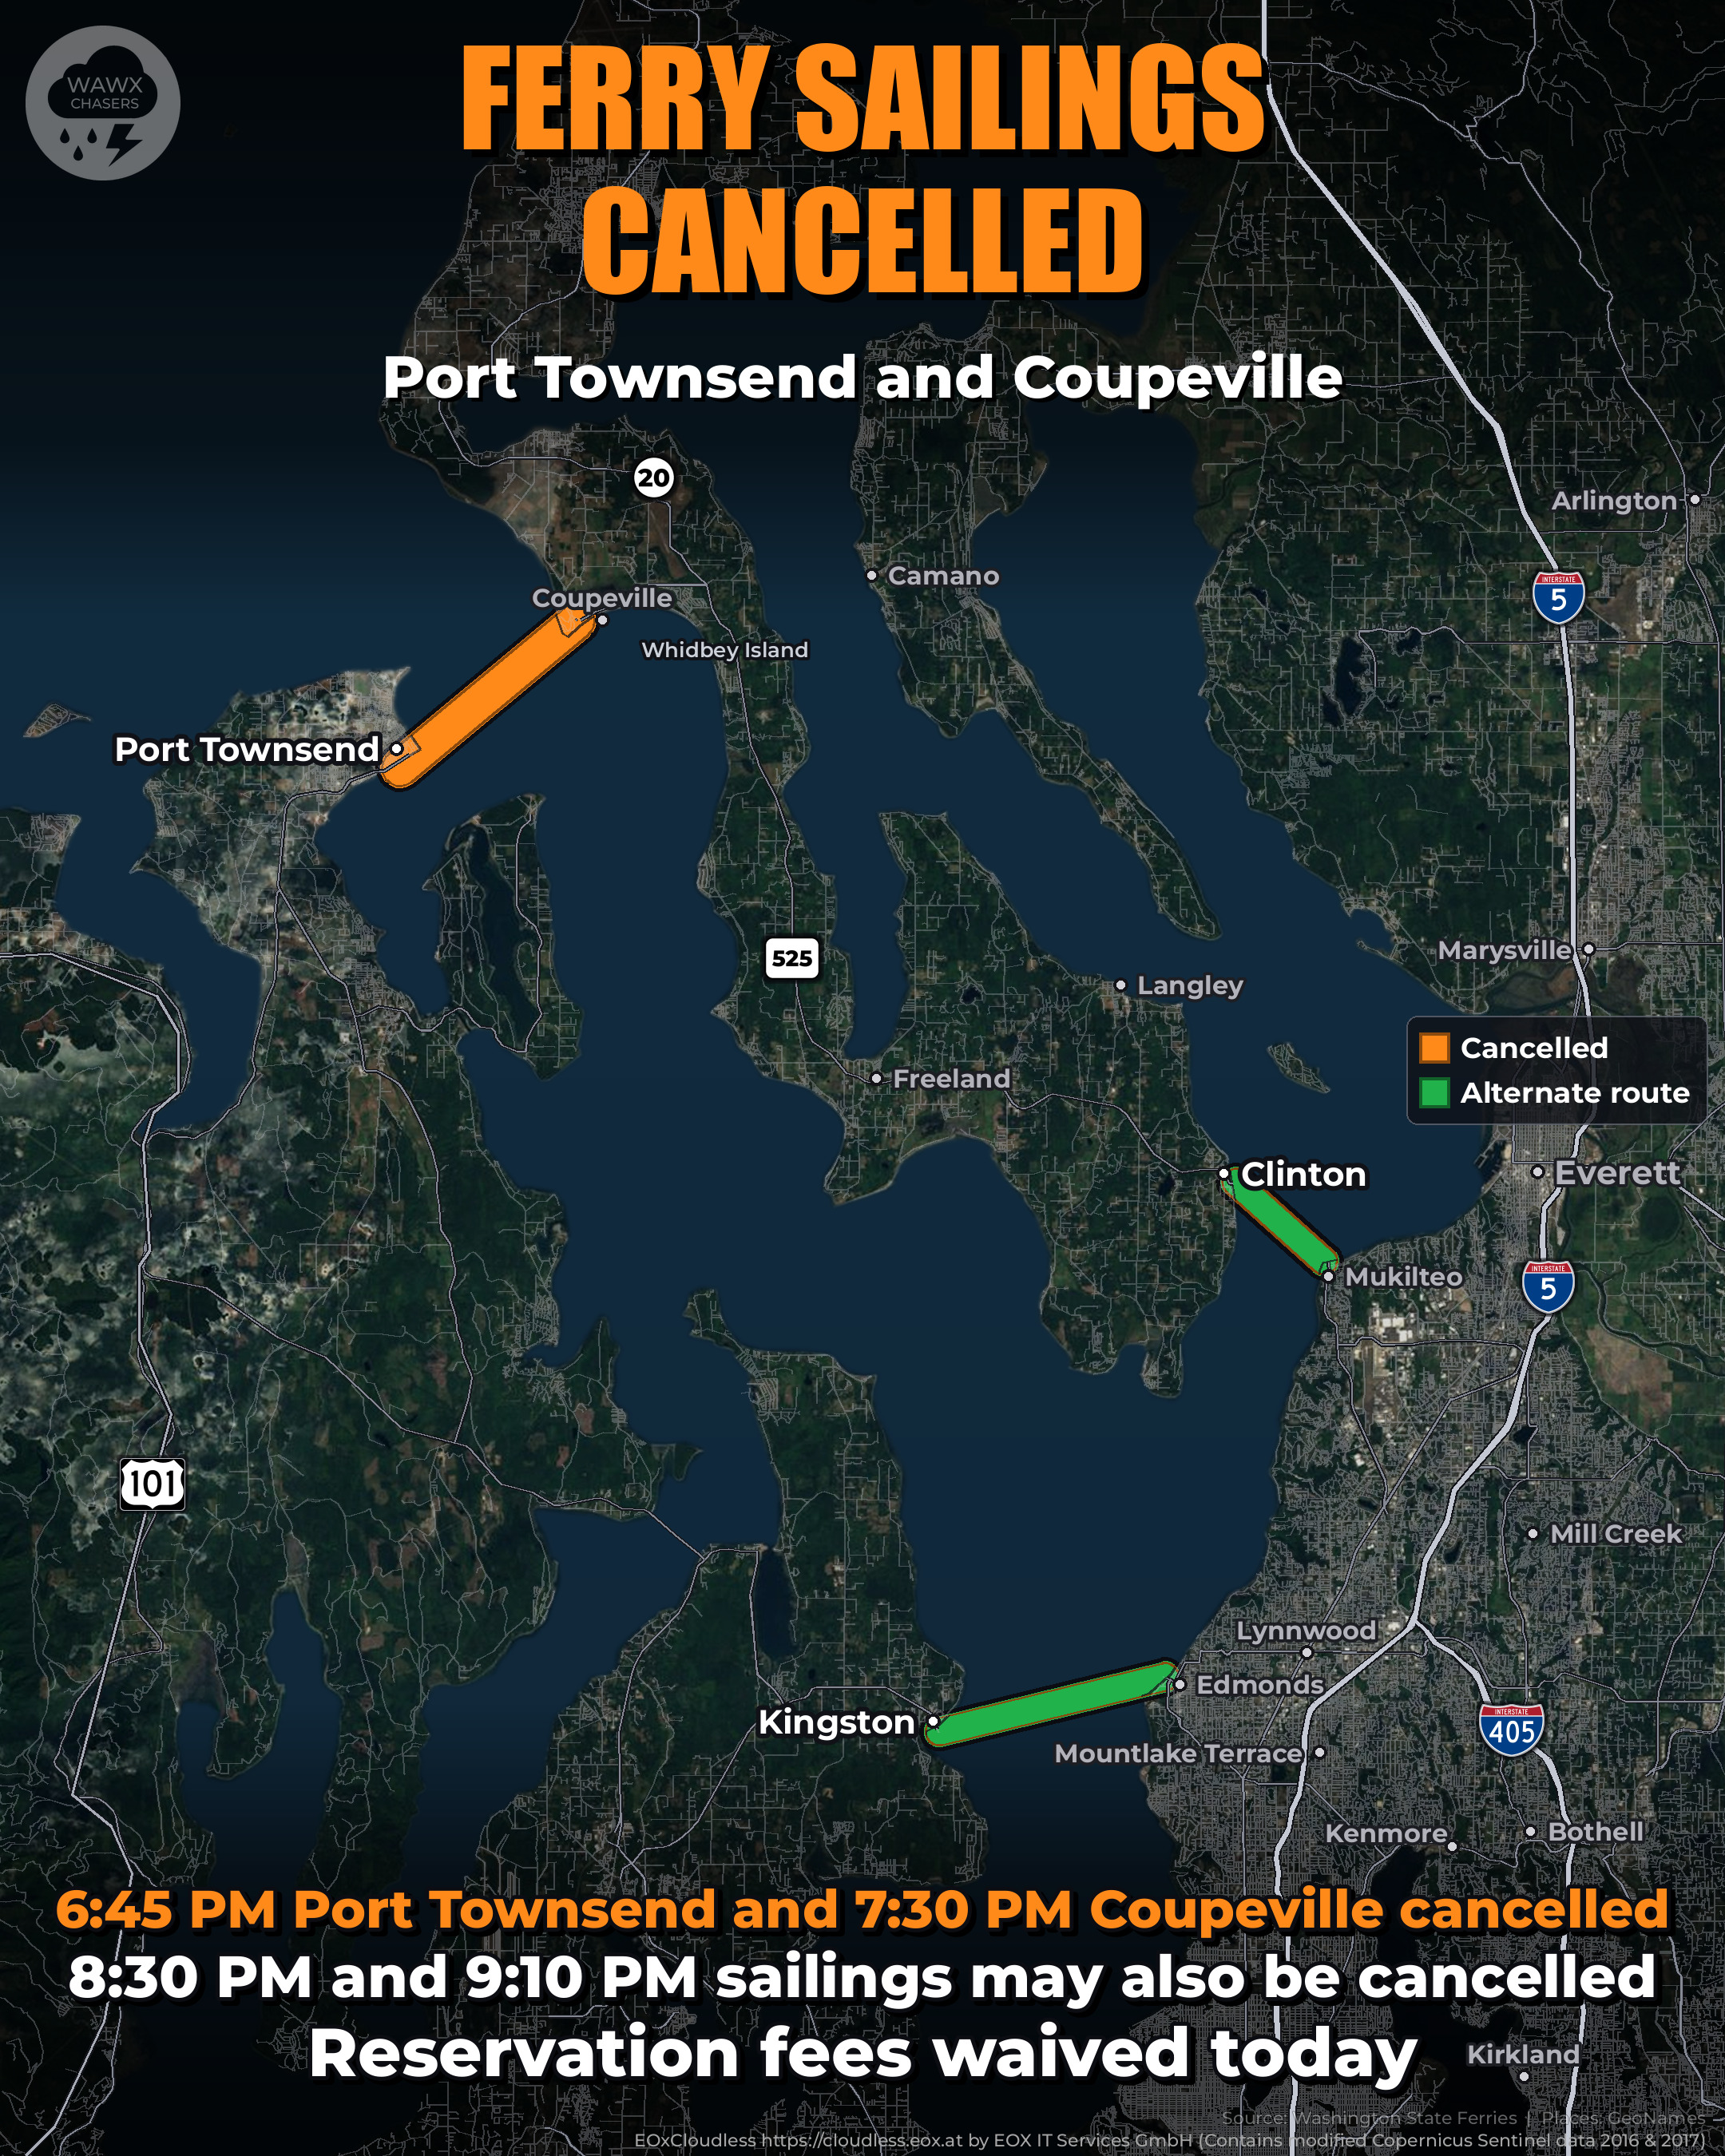 WAWX
CHASERS
FERRY SAILINGS
CANCELLED
Port Townsend and Coupeville
20
Arlington
Camano
INTERSTATE
5
Coupeville
Whidbey Island
Port Townsend
Marysville
525
Langley
Cancelled
Alternate route
Freeland
Clinton
Everett
Mukilteo
INTERSTATE
5
101
Mill Creek
Lynnwood
Edmonds
Kingston
INTERSTATE
405
Mountlake Terrace
Kenmore
Bothell
6:45 PM Port Townsend and 7:30 PM Coupeville cancelled
8:30 PM and 9:10 PM sailings may also be cancelled
Reservation fees waived today
Kirkland
Source: Washington State Ferries | Places: GeoNames
EOxCloudless https://cloudless.eox.at by EOX IT Services GmbH (Contains modified Copernicus Sentinel data 2016 & 2017)